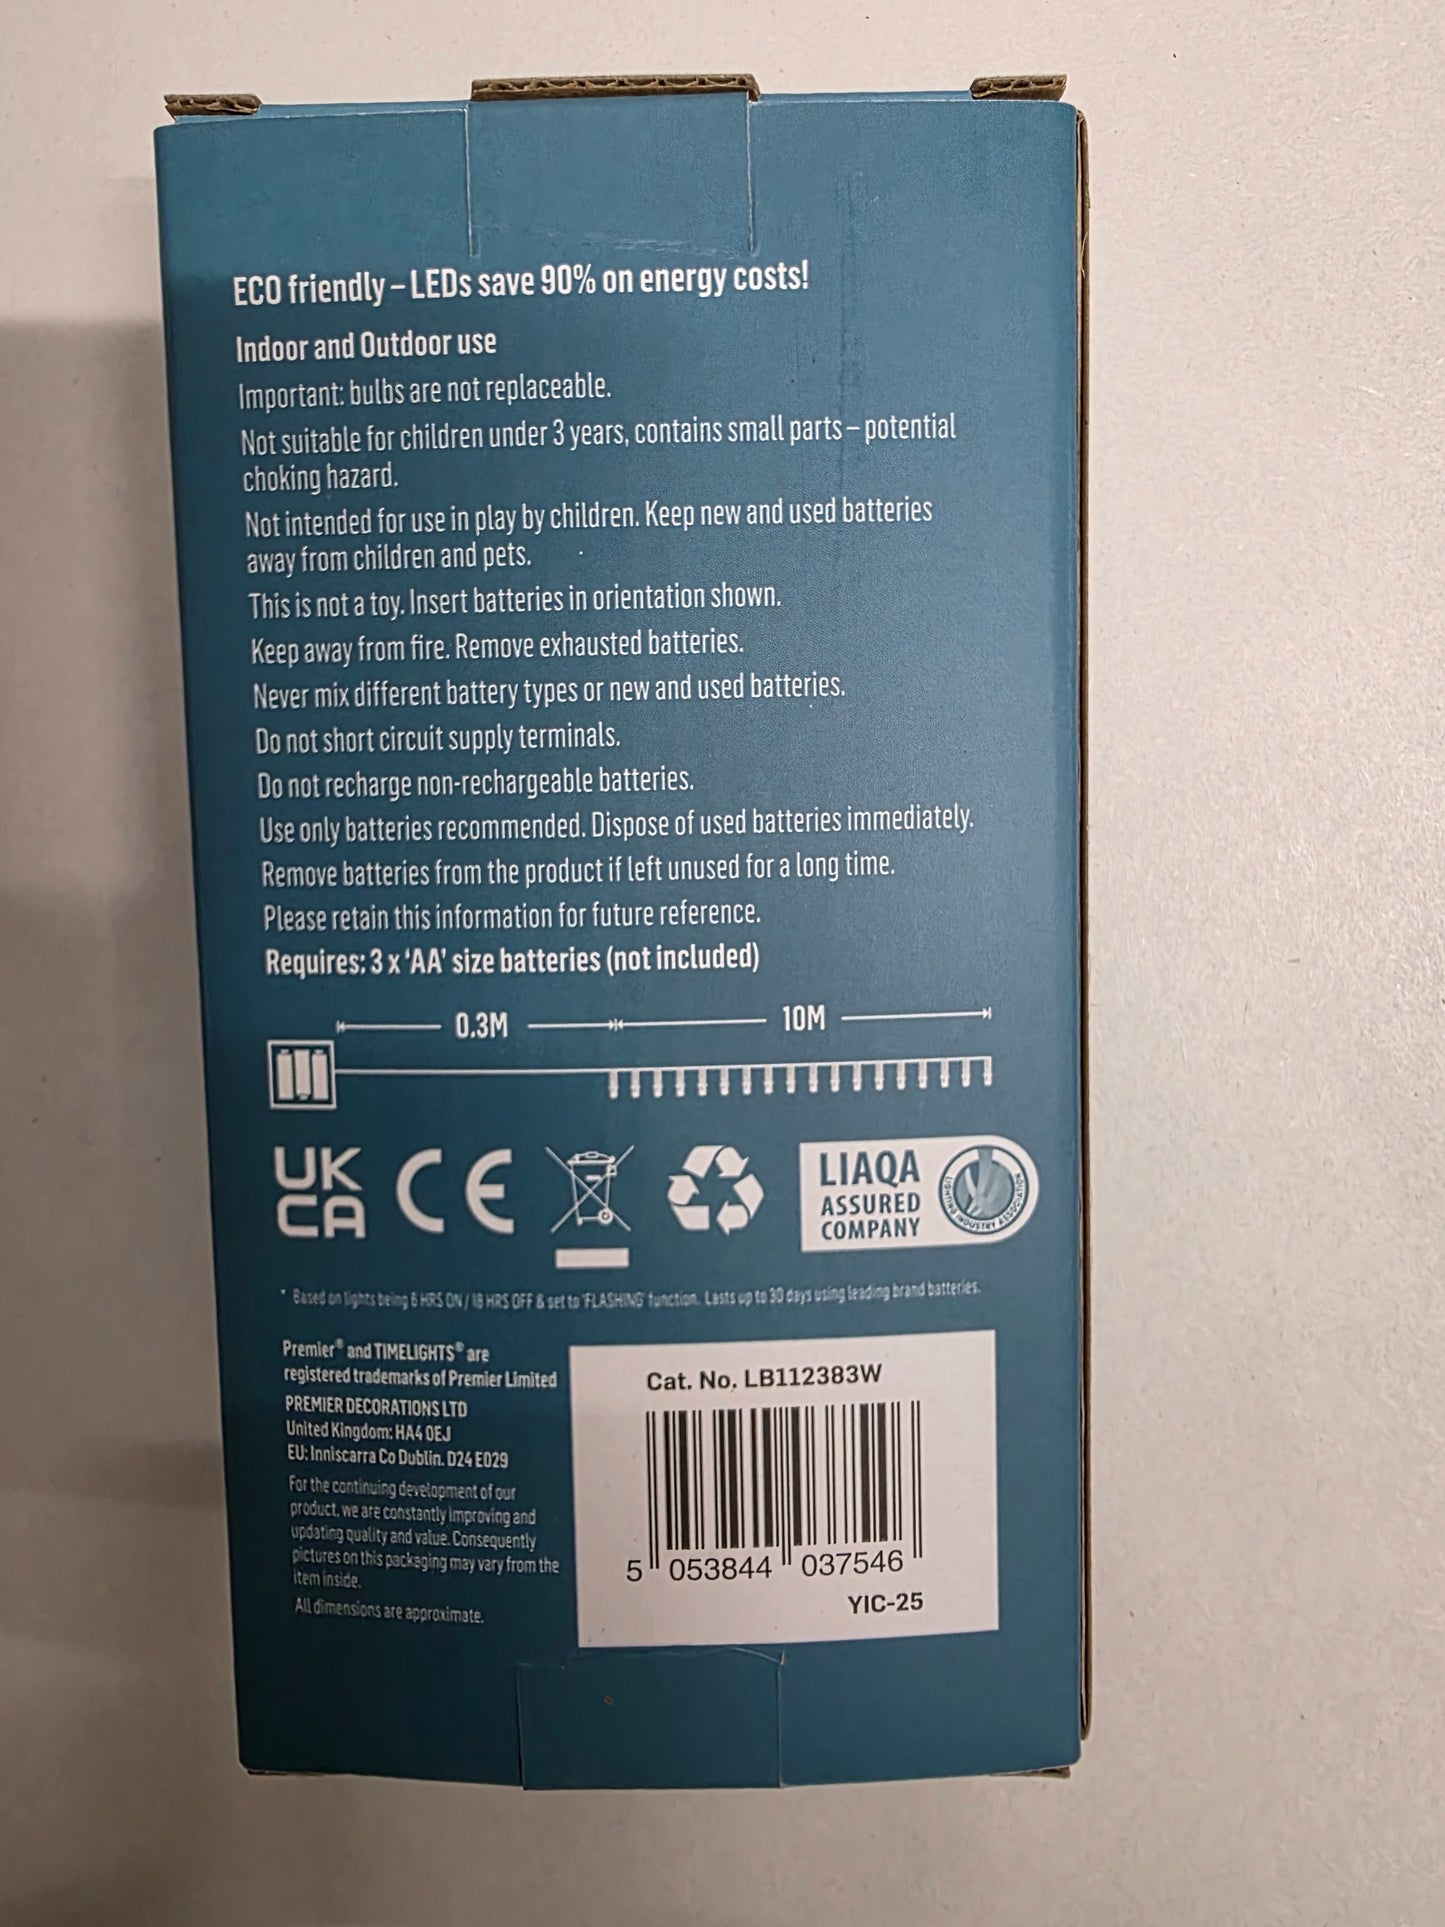 ECO friendly – LEDs save 90% on energy costs!
Indoor and Outdoor use
Important: bulbs are not replaceable.
Not suitable for children under 3 years, contains small parts – potential
choking hazard.
Not intended for use in play by children. Keep new and used batteries
away from children and pets.
This is not a toy. Insert batteries in orientation shown.
Keep away from fire. Remove exhausted batteries.
Never mix different battery types or new and used batteries.
Do not short circuit supply terminals.
Do not recharge non-rechargeable batteries.
Use only batteries recommended. Dispose of used batteries immediately.
Remove batteries from the product if left unused for a long time.
Please retain this information for future reference.
Requires: 3 x ‘AA’ size batteries (not included)
0.3M 10M
UK
CA
CE
LIAQA
ASSURED
COMPANY
LIGHTING INDUSTRY ASSOCIATION
* Based on lights being 6 HRS ON / 18 HRS OFF & set to ‘FLASHING’ function. Lasts up to 30 days using leading brand batteries.
Premier® and TIMELIGHTS® are
registered trademarks of Premier Limited
PREMIER DECORATIONS LTD
United Kingdom: HA4 0EJ
EU: Inniscarra Co Dublin. D24 E029
For the continuing development of our
product, we are constantly improving and
updating quality and value. Consequently
pictures on this packaging may vary from the
item inside.
All dimensions are approximate.
Cat. No. LB112383W
5 053844 037546
YIC-25